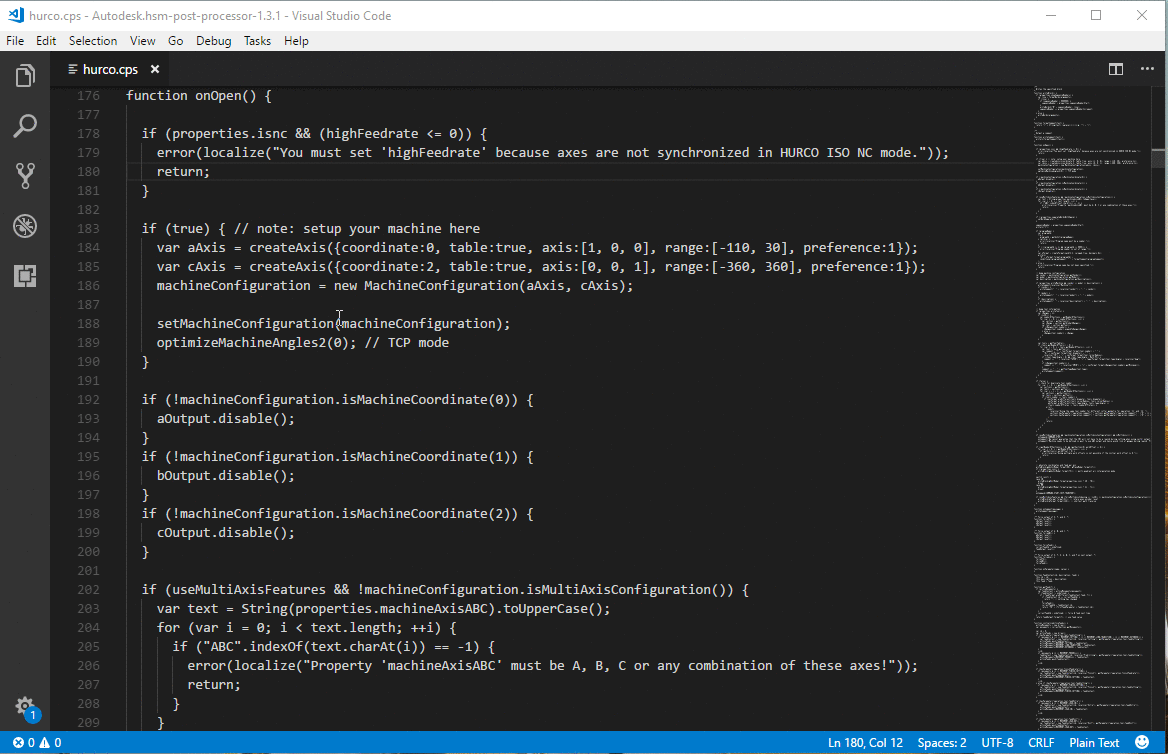 hurco.cps - Autodesk.hsm-post-processor-1.3.1 - Visual Studio Code
File Edit Selection View Go Debug Tasks Help
hurco.cps
176 function onOpen() {
177
178 if (properties.isnc && (highFeedrate <= 0)) {
179 error(localize("You must set 'highFeedrate' because axes are not synchronized in HURCO ISO NC mode."));
180 return;
181 }
182
183 if (true) { // note: setup your machine here
184 var aAxis = createAxis({coordinate:0, table:true, axis:[1, 0, 0], range:[-110, 30], preference:1});
185 var cAxis = createAxis({coordinate:2, table:true, axis:[0, 0, 1], range:[-360, 360], preference:1});
186 machineConfiguration = new MachineConfiguration(aAxis, cAxis);
187
188 setMachineConfiguration(machineConfiguration);
189 optimizeMachineAngles2(0); // TCP mode
190 }
191
192 if (!machineConfiguration.isMachineCoordinate(0)) {
193 aOutput.disable();
194 }
195 if (!machineConfiguration.isMachineCoordinate(1)) {
196 bOutput.disable();
197 }
198 if (!machineConfiguration.isMachineCoordinate(2)) {
199 cOutput.disable();
200 }
201
202 if (useMultiAxisFeatures && !machineConfiguration.isMultiAxisConfiguration()) {
203 var text = String(properties.machineAxisABC).toUpperCase();
204 for (var i = 0; i < text.length; ++i) {
205 if ("ABC".indexOf(text.charAt(i)) == -1) {
206 error(localize("Property 'machineAxisABC' must be A, B, C or any combination of these axes!"));
207 return;
208 }
209 }
1
0 0 Ln 180, Col 12 Spaces: 2 UTF-8 CRLF Plain Text